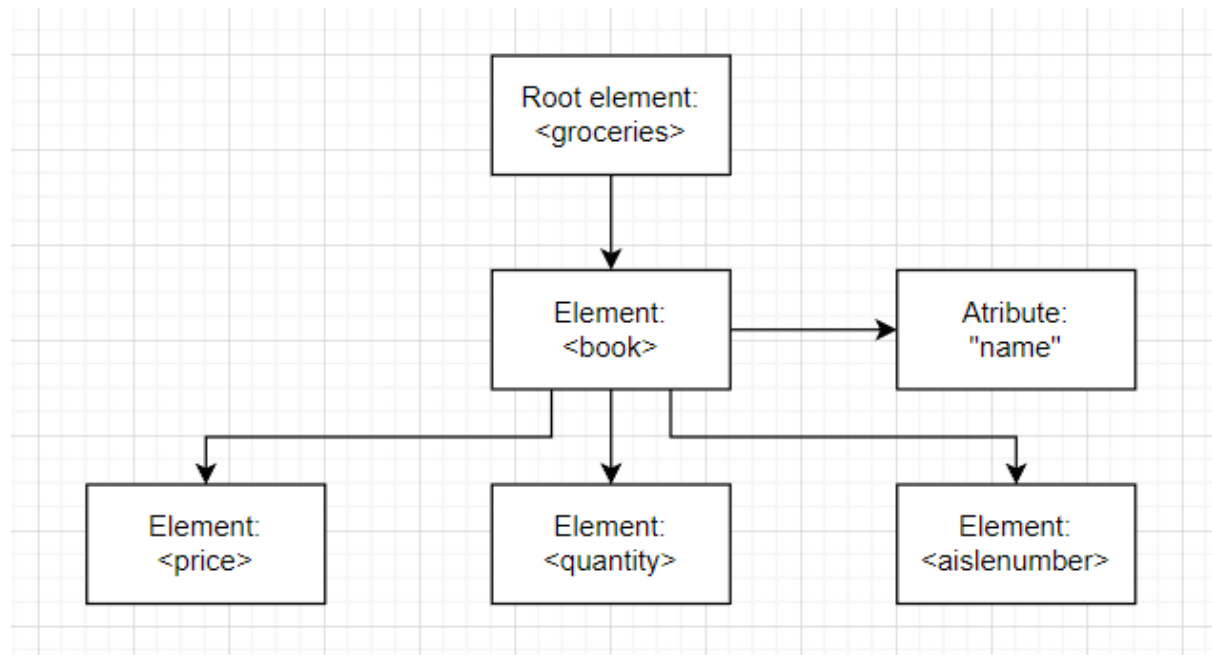 Root element:
<groceries>
Element:
<book>
Atribute:
"name"
Element:
<price>
Element:
<quantity>
Element:
<aislenumber>